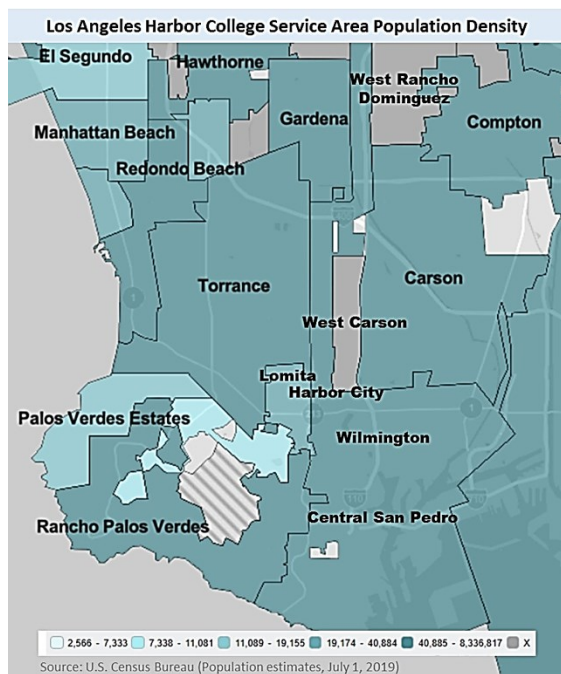 Los Angeles Harbor College Service Area Population Density
El Segundo
Hawthorne
West Rancho
Dominguez
Gardena
Compton
Manhattan Beach
Redondo Beach
Torrance
Carson
West Carson
Lomita
Harbor City
Palos Verdes Estates
Wilmington
Rancho Palos Verdes
Central San Pedro
110
2,566 - 7,333 7,338 - 11,081 11,089 - 19,155 19,174 - 40,884 40,885 - 8,336,817 X
Source: U.S. Census Bureau (Population estimates, July 1, 2019)